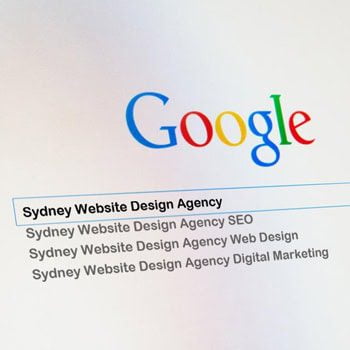 Google
Sydney Website Design Agency
Sydney Website Design Agency SEO
Sydney Website Design Agency Web Design
Sydney Website Design Agency Digital Marketing